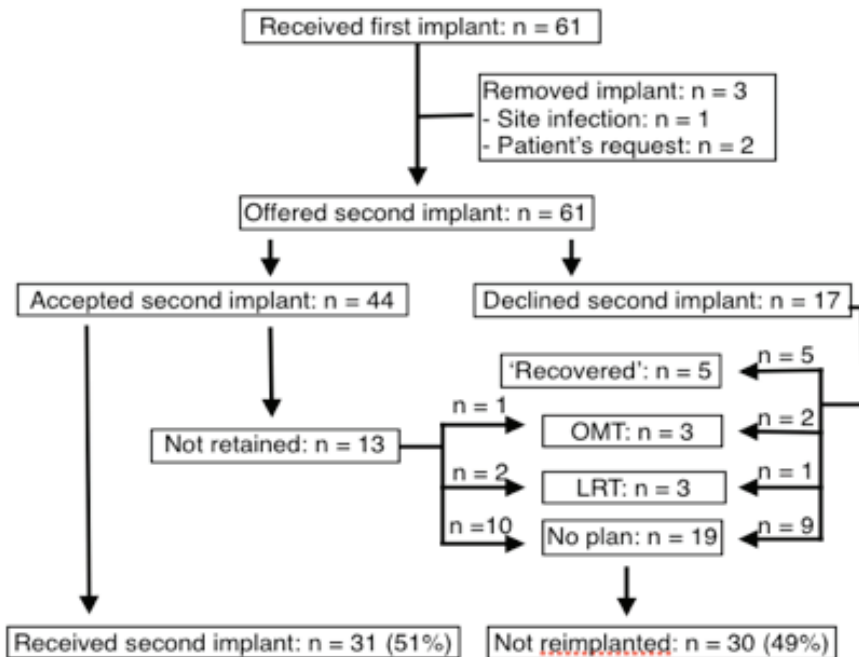 Received first implant: n = 61
Removed implant: n = 3
- Site infection: n = 1
- Patient's request: n = 2
Offered second implant: n = 61
Accepted second implant: n = 44
Declined second implant: n = 17
'Recovered': n = 5
n = 5
n = 1
OMT: n = 3
n = 2
Not retained: n = 13
n = 2
LRT: n = 3
n = 1
n =10
No plan: n = 19
n = 9
Received second implant: n = 31 (51%)
Not reimplanted: n = 30 (49%)